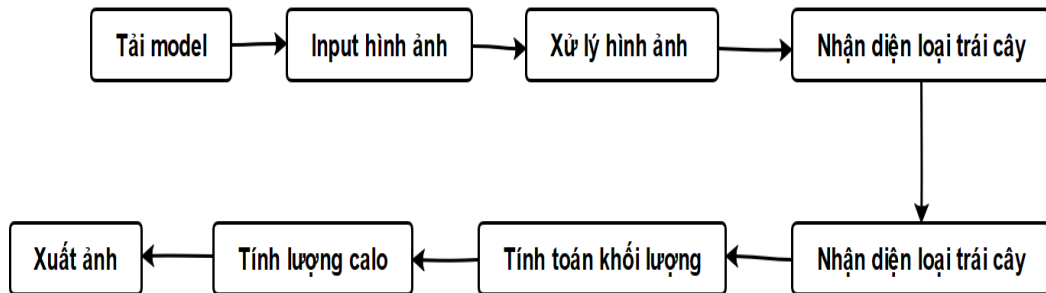 Tải model
Input hình ảnh
Xử lý hình ảnh
Nhận diện loại trái cây
Xuất ảnh
Tính lượng calo
Tính toán khối lượng
Nhận diện loại trái cây